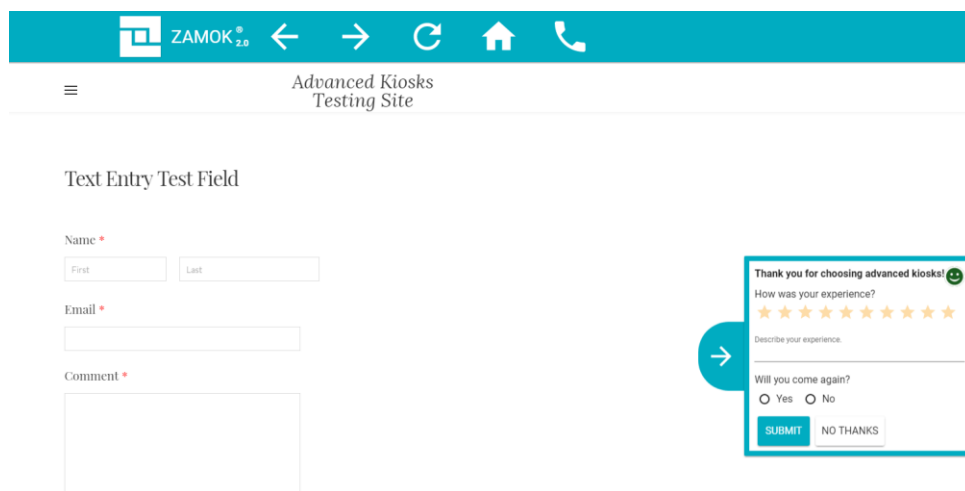 ZAMOK® 2.0
Advanced Kiosks
Testing Site
Text Entry Test Field
Name *
First Last
Email *
Comment *
Thank you for choosing advanced kiosks!
How was your experience?
Describe your experience.
Will you come again?
Yes No
SUBMIT NO THANKS